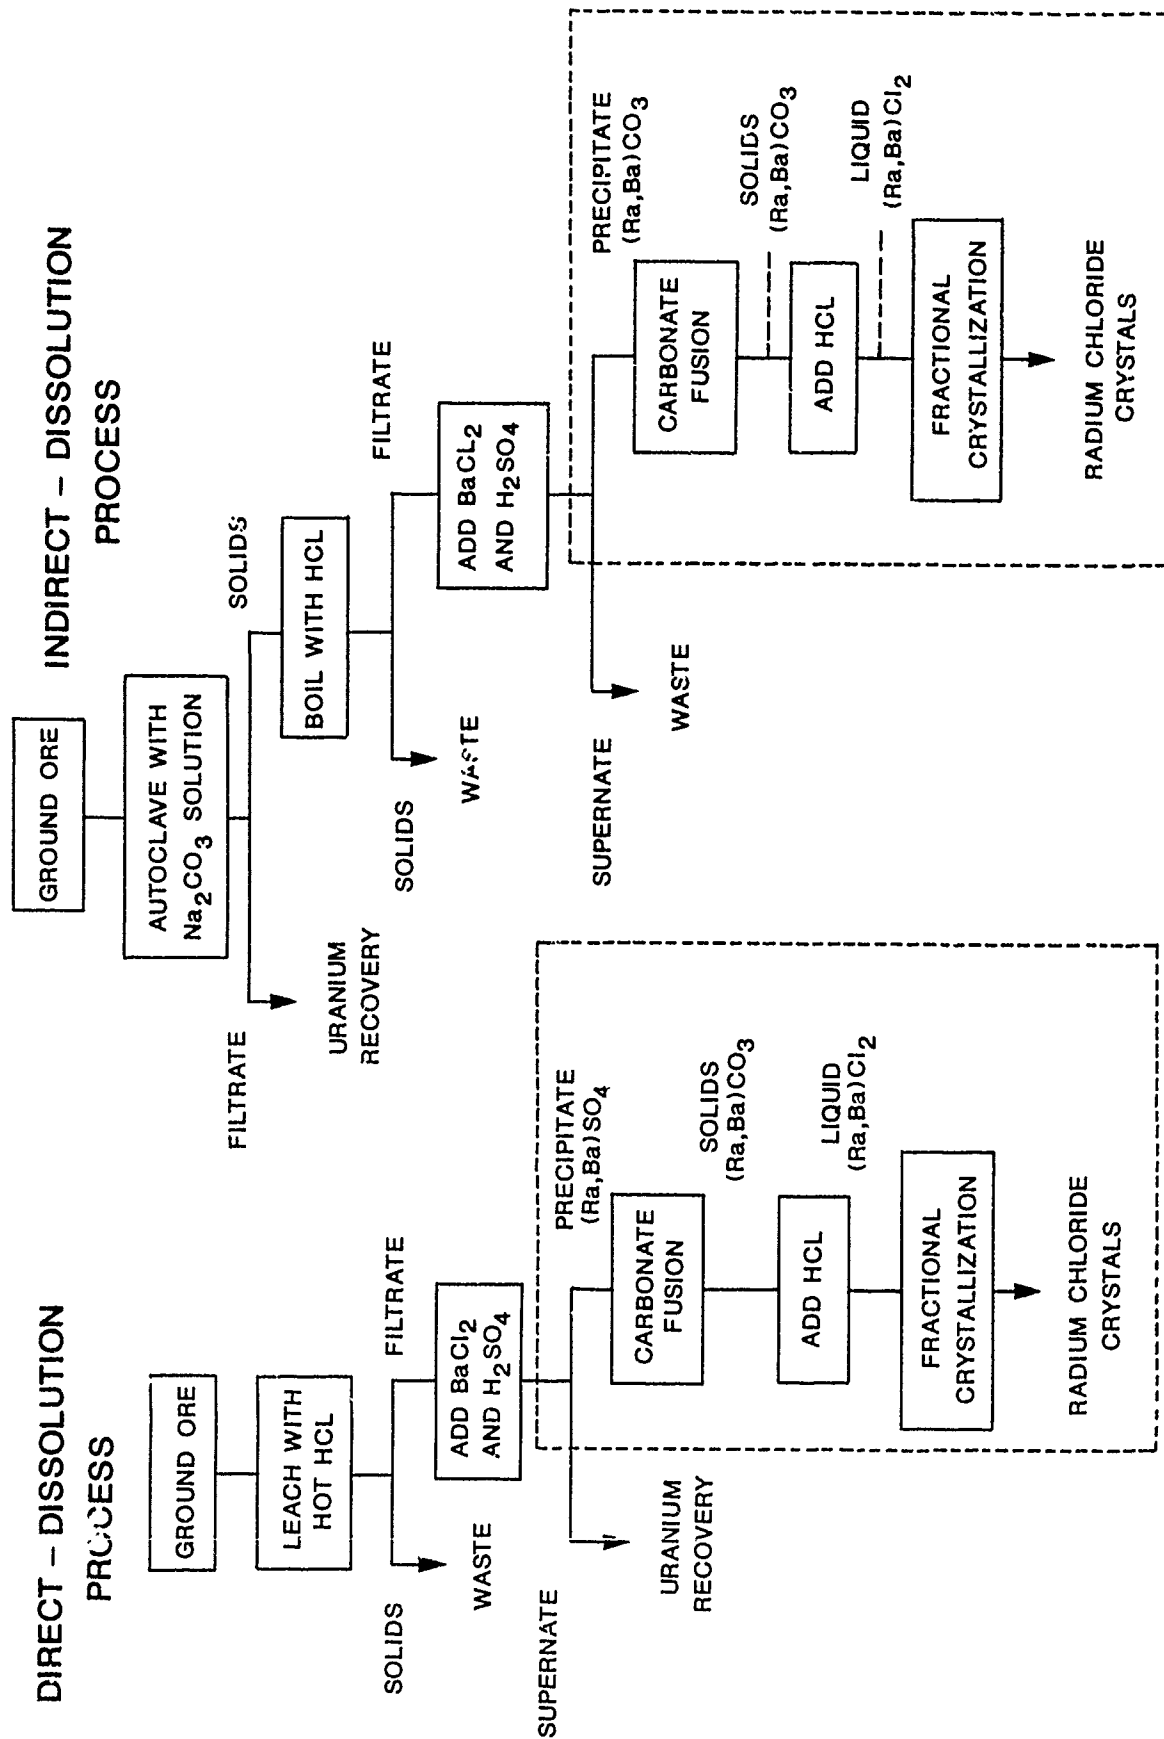 DIRECT – DISSOLUTION
PROCESS
GROUND ORE
LEACH WITH
HOT HCL
SOLIDS
FILTRATE
WASTE
ADD BaCl2
AND H2SO4
SUPERNATE
PRECIPITATE
(Ra,Ba)SO4
URANIUM
RECOVERY
CARBONATE
FUSION
SOLIDS
(Ra,Ba)CO3
ADD HCL
LIQUID
(Ra,Ba)Cl2
FRACTIONAL
CRYSTALLIZATION
RADIUM CHLORIDE
CRYSTALS
INDIRECT – DISSOLUTION
PROCESS
GROUND ORE
AUTOCLAVE WITH
Na2CO3 SOLUTION
FILTRATE
SOLIDS
URANIUM
RECOVERY
BOIL WITH HCL
SOLIDS
FILTRATE
WASTE
ADD BaCL2
AND H2SO4
SUPERNATE
PRECIPITATE
(Ra,Ba)CO3
WASTE
CARBONATE
FUSION
SOLIDS
(Ra,Ba)CO3
ADD HCL
LIQUID
(Ra,Ba)Cl2
FRACTIONAL
CRYSTALLIZATION
RADIUM CHLORIDE
CRYSTALS